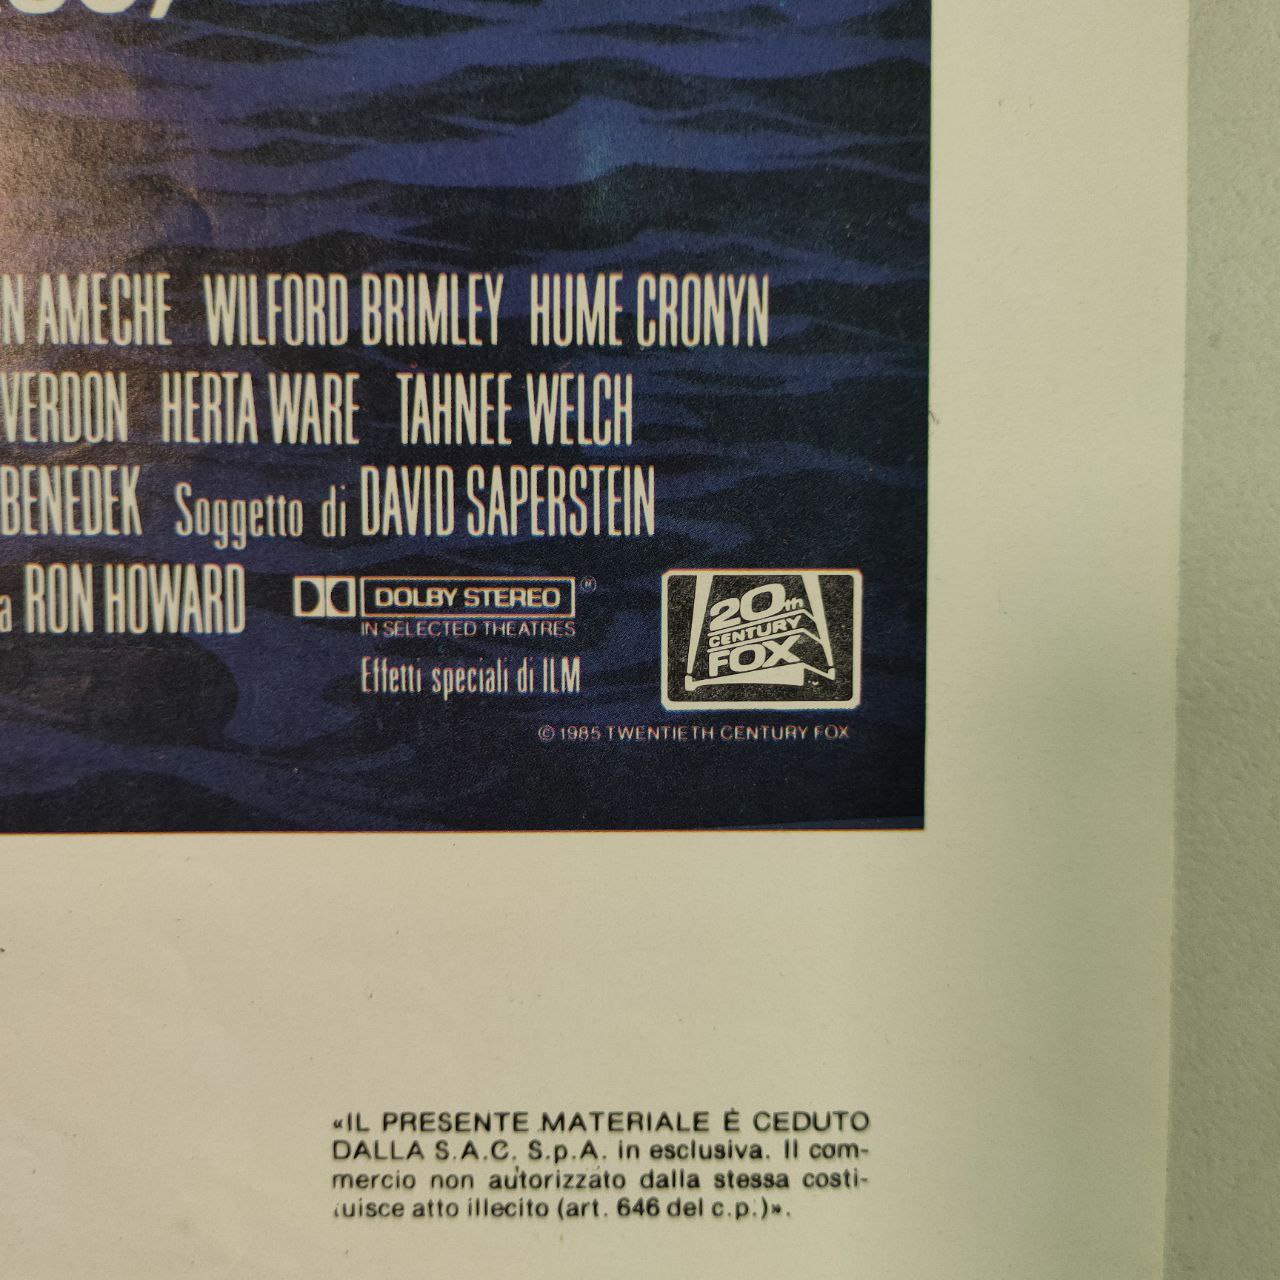 N AMECHE WILFORD BRIMLEY HUME CRONYN
VERDON HERTA WARE TAHNEE WELCH
BENEDEK Soggetto di DAVID SAPERSTEIN
a RON HOWARD DOLBY STEREO ®
IN SELECTED THEATRES
Effetti speciali di ILM
20th
CENTURY
FOX
© 1985 TWENTIETH CENTURY FOX
«IL PRESENTE MATERIALE È CEDUTO
DALLA S.A.C. S.p.A. in esclusiva. Il com-
mercio non autorizzato dalla stessa costi-
tuisce atto illecito (art. 646 del c.p.)».